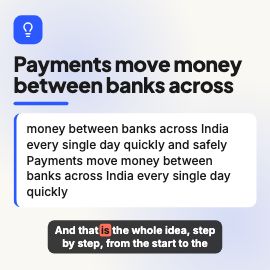 Payments move money
between banks across
money between banks across India
every single day quickly and safely
Payments move money between
banks across India every single day
quickly
And that is the whole idea, step
by step, from the start to the